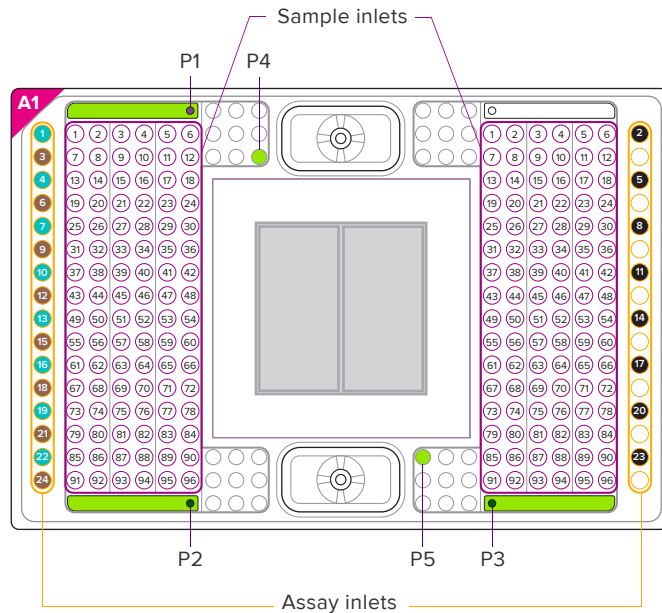 Sample inlets
P1 P4
A1
1 1 2 3 4 5 6 1 2 3 4 5 6 2
3 7 8 9 10 11 12 7 8 9 10 11 12
4 13 14 15 16 17 18 13 14 15 16 17 18 5
6 19 20 21 22 23 24 19 20 21 22 23 24
7 25 26 27 28 29 30 25 26 27 28 29 30 8
9 31 32 33 34 35 36 31 32 33 34 35 36
10 37 38 39 40 41 42 37 38 39 40 41 42 11
12 43 44 45 46 47 48 43 44 45 46 47 48
13 49 50 51 52 53 54 49 50 51 52 53 54 14
15 55 56 57 58 59 60 55 56 57 58 59 60
16 61 62 63 64 65 66 61 62 63 64 65 66 17
18 67 68 69 70 71 72 67 68 69 70 71 72
19 73 74 75 76 77 78 73 74 75 76 77 78 20
21 79 80 81 82 83 84 79 80 81 82 83 84
22 85 86 87 88 89 90 85 86 87 88 89 90 23
24 91 92 93 94 95 96 91 92 93 94 95 96
P2 P5 P3
Assay inlets